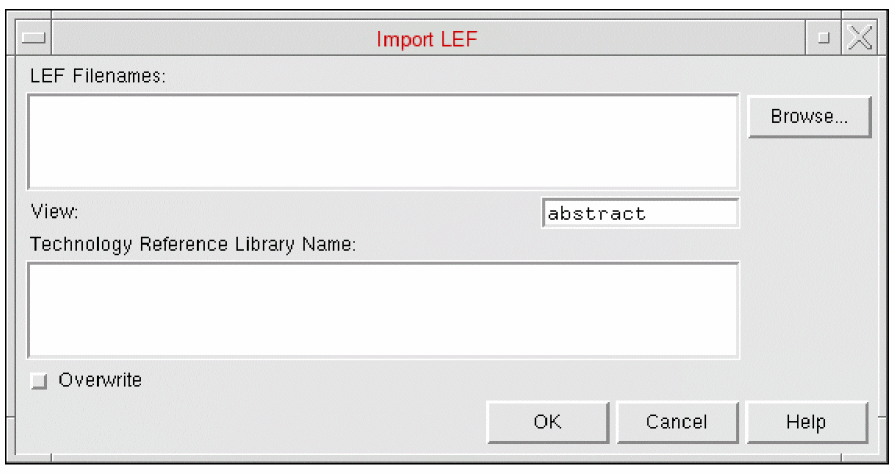 Import LEF
LEF Filenames:
Browse...
View:
abstract
Technology Reference Library Name:
Overwrite
OK
Cancel
Help